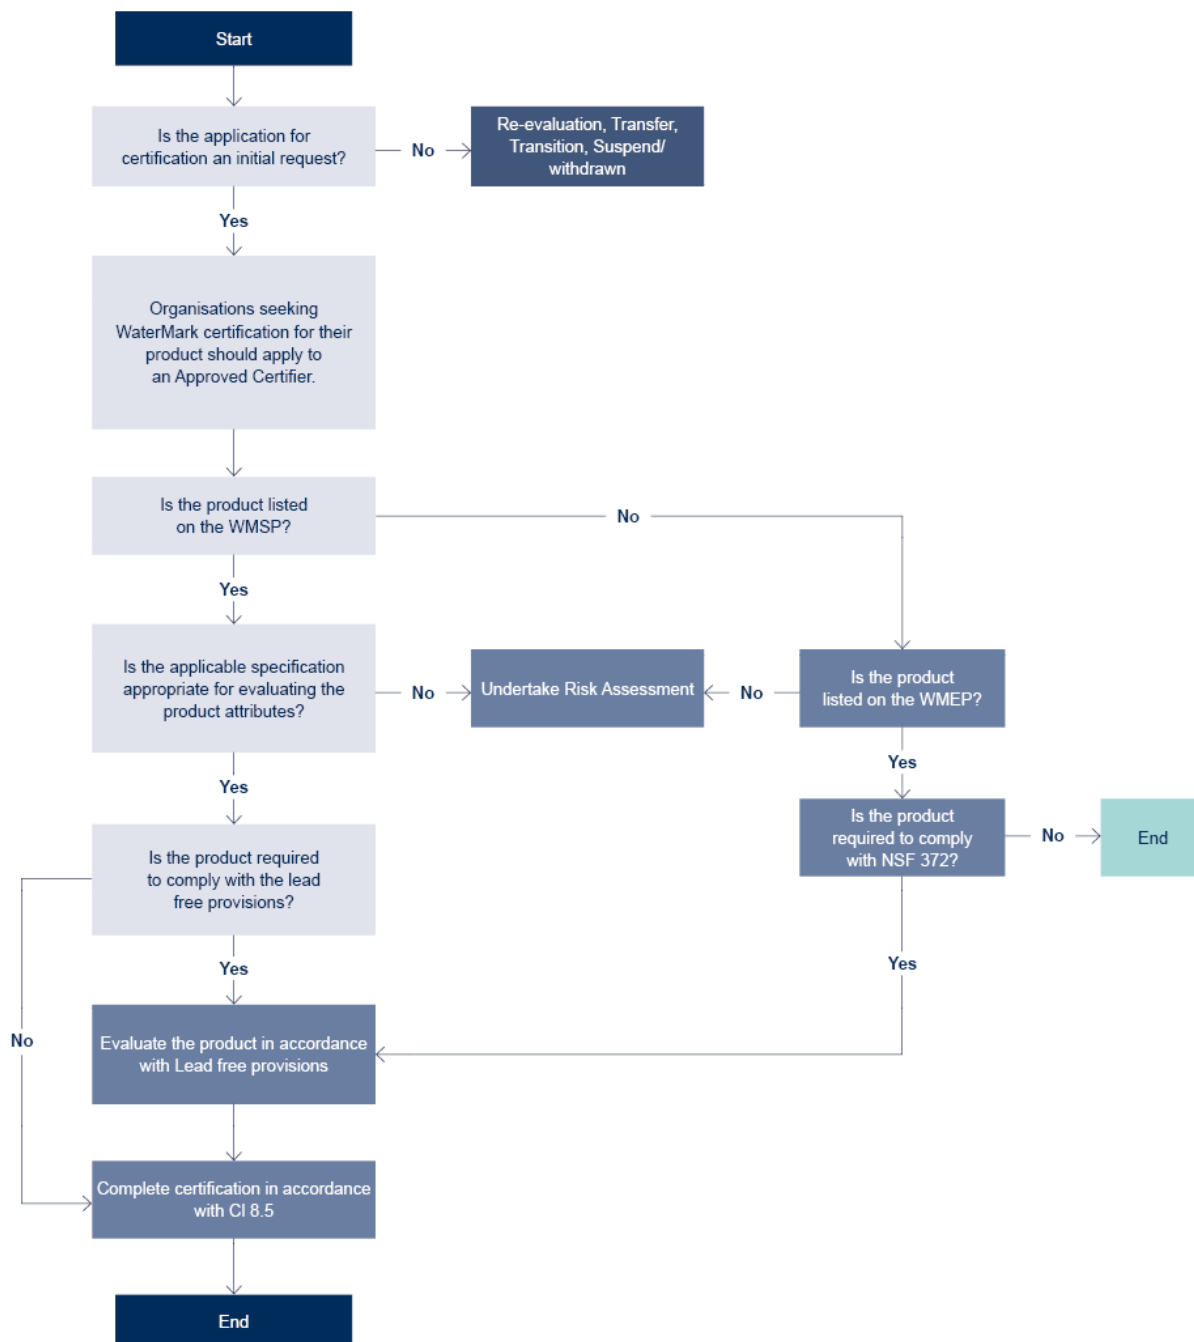 Start
Is the application for
certification an initial request?
No
Re-evaluation, Transfer,
Transition, Suspend/
withdrawn
Yes
Organisations seeking
WaterMark certification for their
product should apply to
an Approved Certifier.
Is the product listed
on the WMSP?
No
Yes
Is the applicable specification
appropriate for evaluating the
product attributes?
No
Undertake Risk Assessment
No
Is the product
listed on the WMEP?
Yes
Yes
Is the product
required to comply
with NSF 372?
No
End
Is the product required
to comply with the lead
free provisions?
Yes
Yes
No
Evaluate the product in accordance
with Lead free provisions
Complete certification in accordance
with Cl 8.5
End